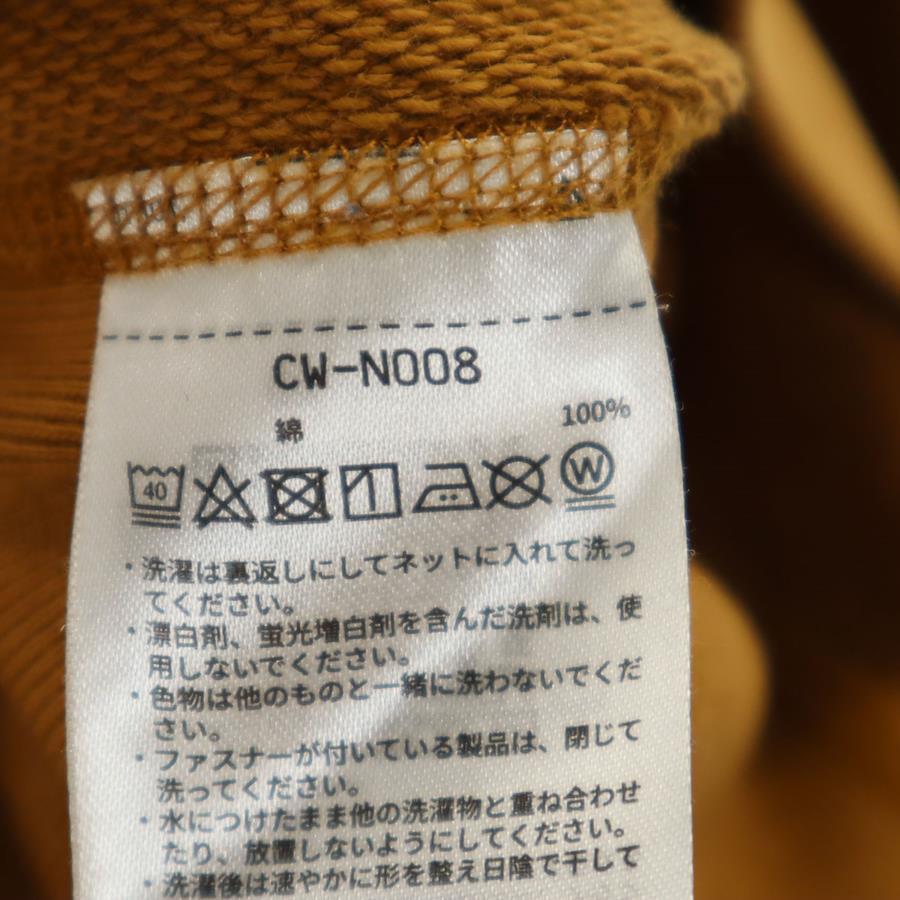 CW-N008
綿 100%
40
W
・洗濯は裏返しにしてネットに入れて洗っ
てください。
・漂白剤、蛍光増白剤を含んだ洗剤は、使
用しないでください。
・色物は他のものと一緒に洗わないでくだ
さい。
・ファスナーが付いている製品は、閉じて
洗ってください。
・水につけたまま他の洗濯物と重ね合わせ
たり、放置しないようにしてください。
・洗濯後は速やかに形を整え日陰で干して